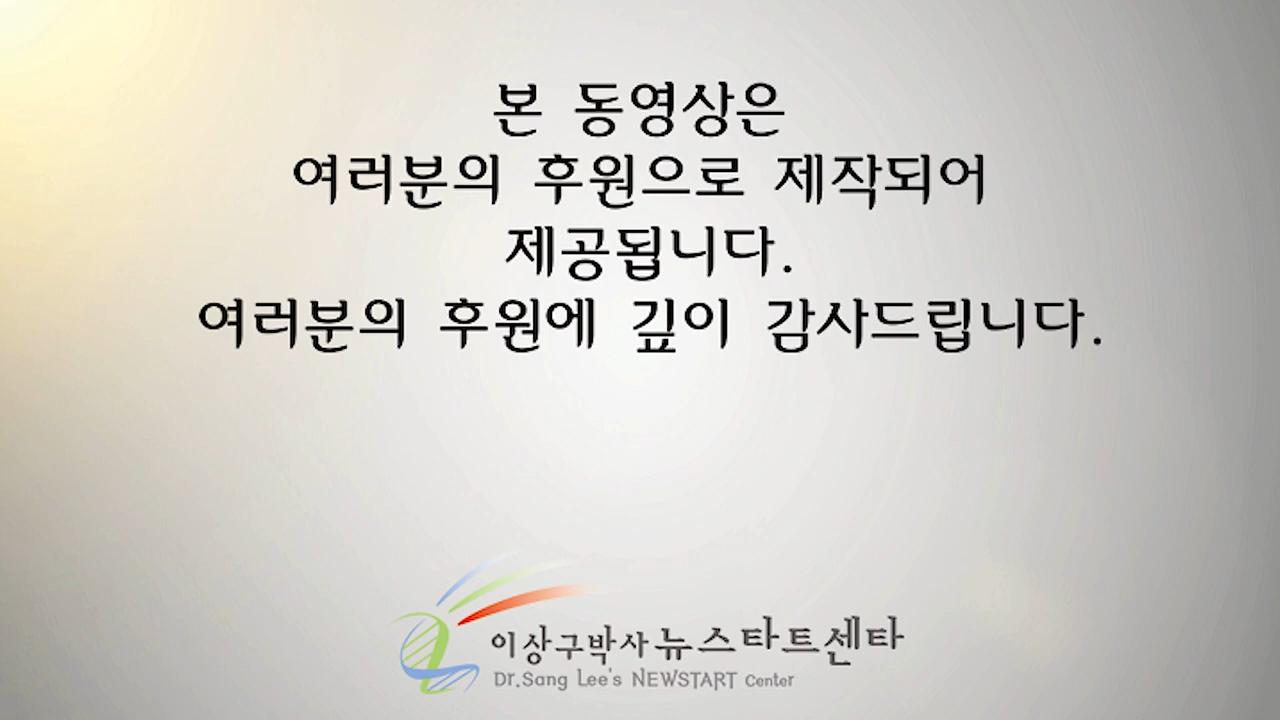 본 동영상은
여러분의 후원으로 제작되어
제공됩니다.
여러분의 후원에 깊이 감사드립니다.
이상구박사 뉴스타트센타
Dr.Sang Lee's NEWSTART Center